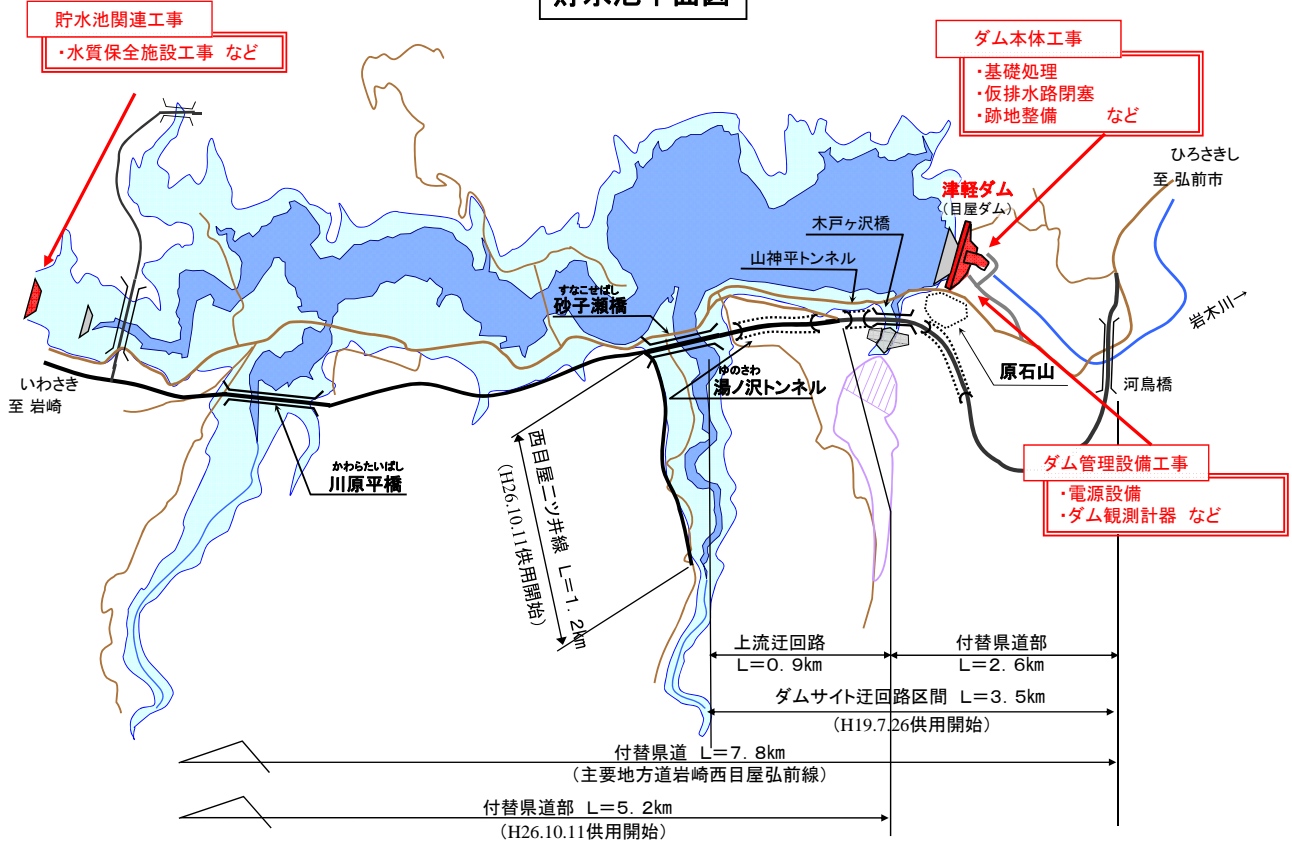 貯水池平面図
貯水池関連工事
・水質保全施設工事 など
ダム本体工事
・基礎処理
・仮排水路閉塞
・跡地整備 など
ひろさきし
至 弘前市
津軽ダム
(目屋ダム)
木戸ヶ沢橋
山神平トンネル
すなこせばし
砂子瀬橋
岩木川→
ゆのさわ
湯ノ沢トンネル
原石山
河鳥橋
いわさき
至 岩崎
かわらたいばし
川原平橋
西目屋二ツ井線 L=1.2km
(H26.10.11供用開始)
ダム管理設備工事
・電源設備
・ダム観測計器 など
上流迂回路
L=0.9km
付替県道部
L=2.6km
ダムサイト迂回路区間 L=3.5km
(H19.7.26供用開始)
付替県道 L=7.8km
(主要地方道岩崎西目屋弘前線)
付替県道部 L=5.2km
(H26.10.11供用開始)